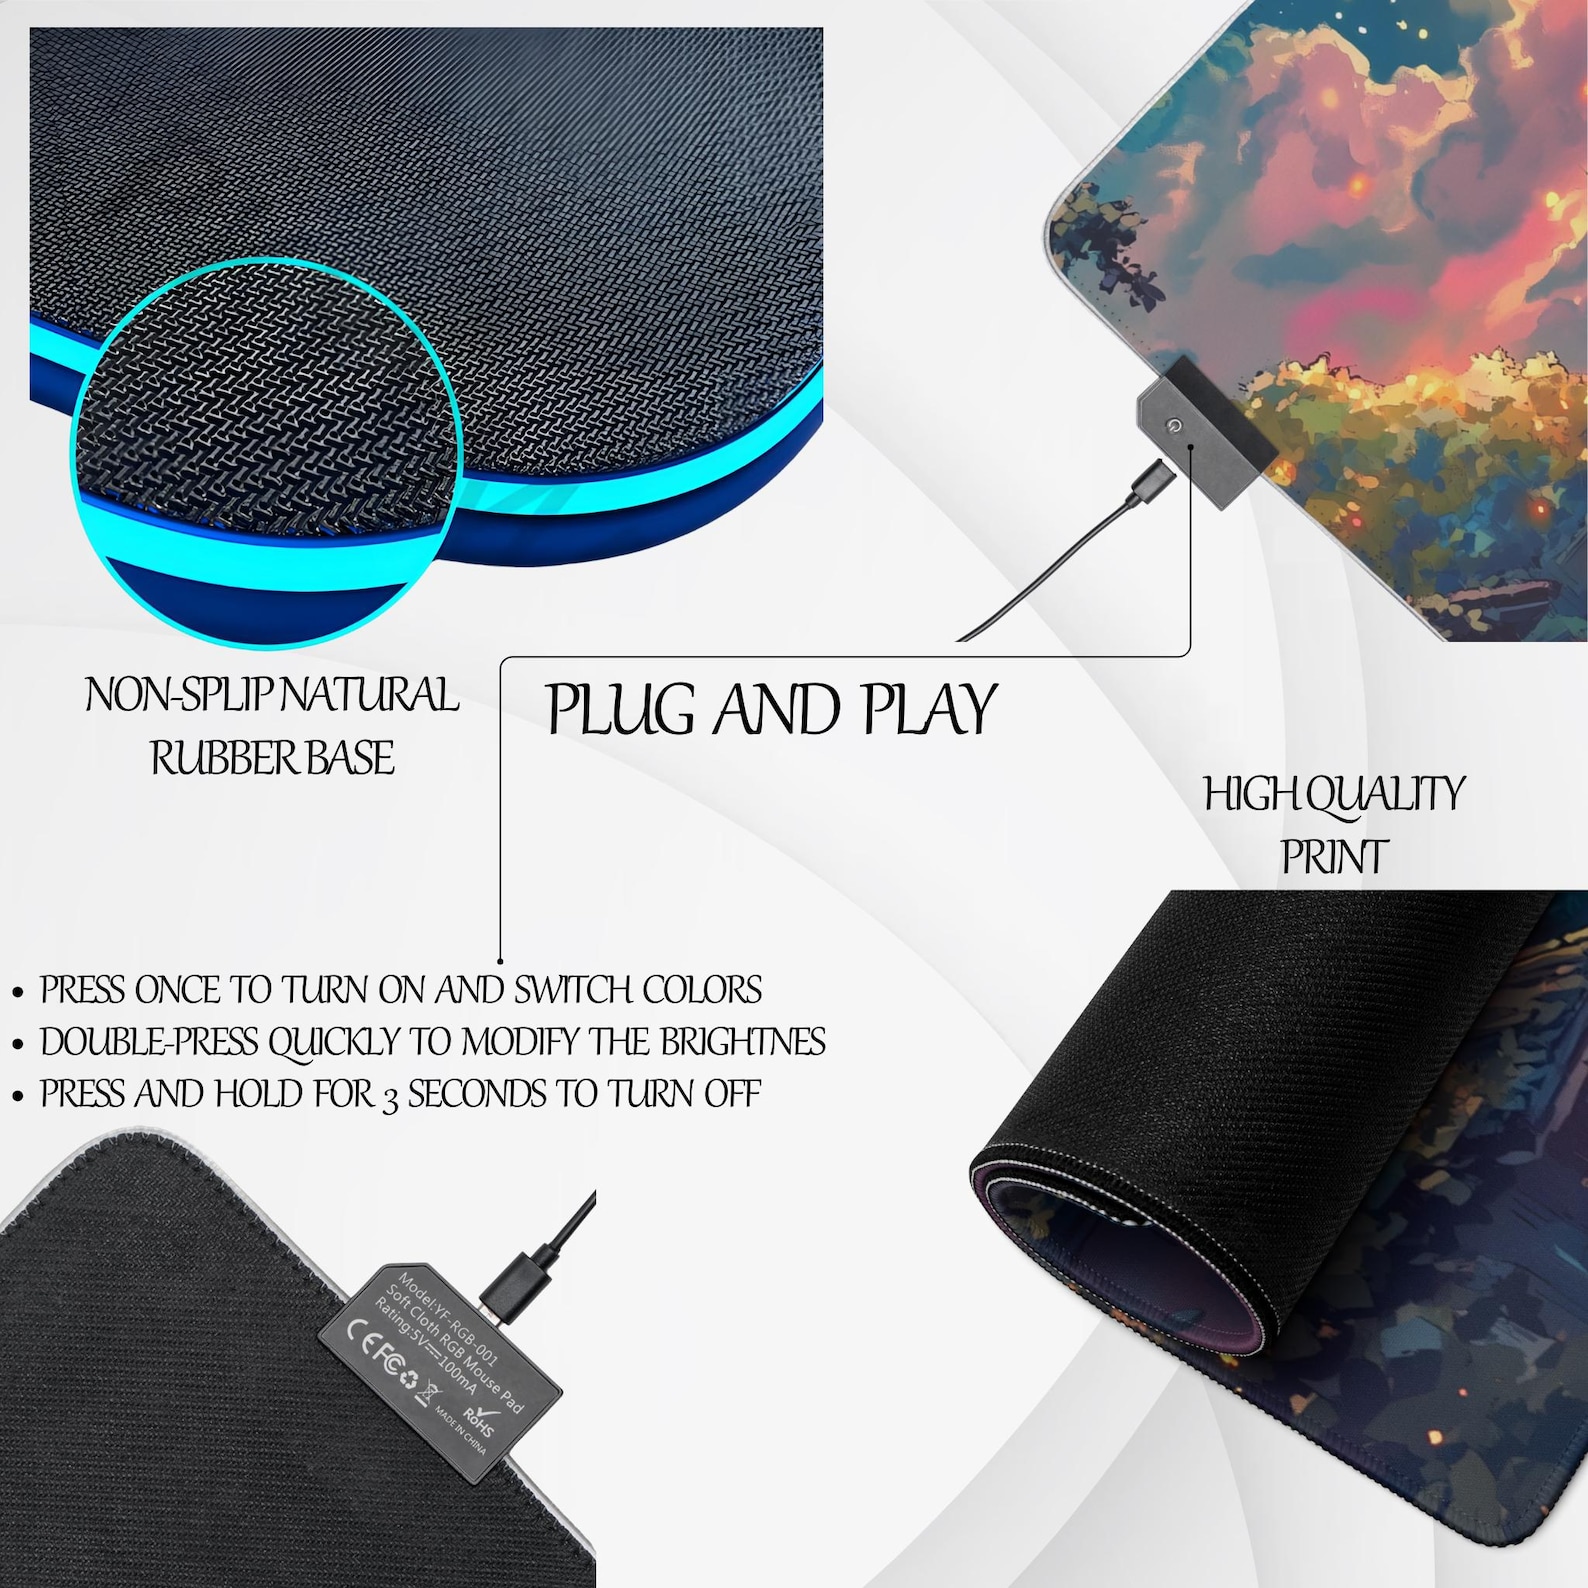 NON-SPLIP NATURAL
RUBBER BASE
PLUG AND PLAY
HIGH QUALITY
PRINT
• PRESS ONCE TO TURN ON AND SWITCH COLORS
• DOUBLE-PRESS QUICKLY TO MODIFY THE BRIGHTNES
• PRESS AND HOLD FOR 3 SECONDS TO TURN OFF
Model:YF-RGB-001
Soft Cloth RGB Mouse Pad
Rating:5V⎓100mA
CE FC RoHS
MADE IN CHINA